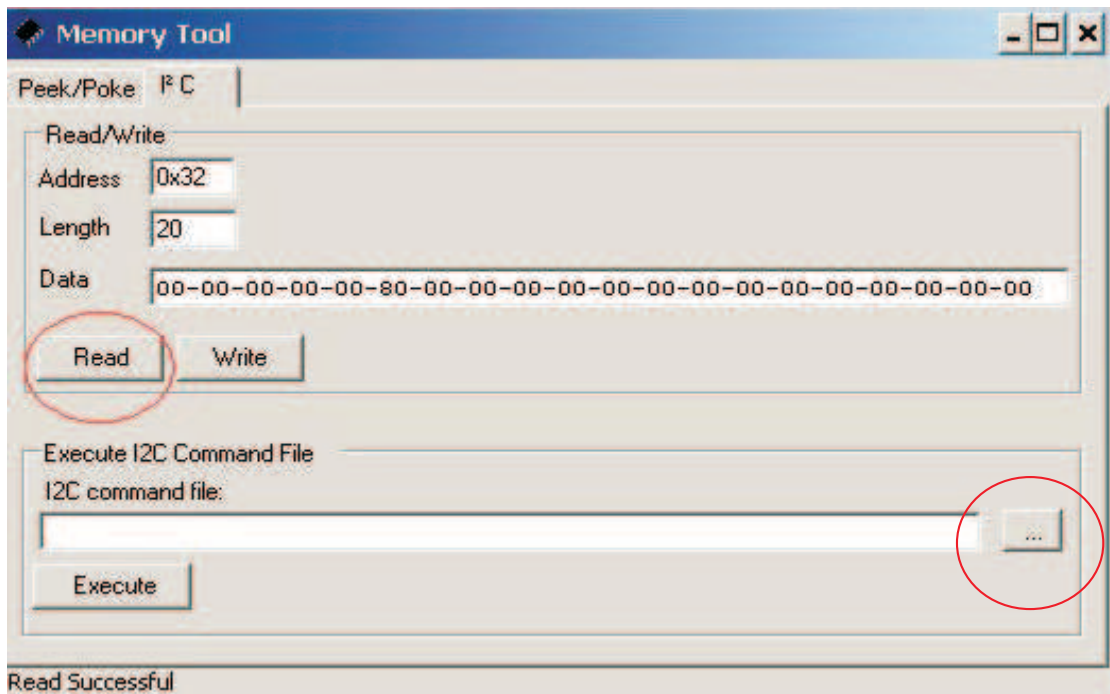 Memory Tool
Peek/Poke I² C
Read/Write
Address 0x32
Length 20
Data 00-00-00-00-00-80-00-00-00-00-00-00-00-00-00-00-00-00-00-00
Read Write
Execute I2C Command File
I2C command file:
...
Execute
Read Successful